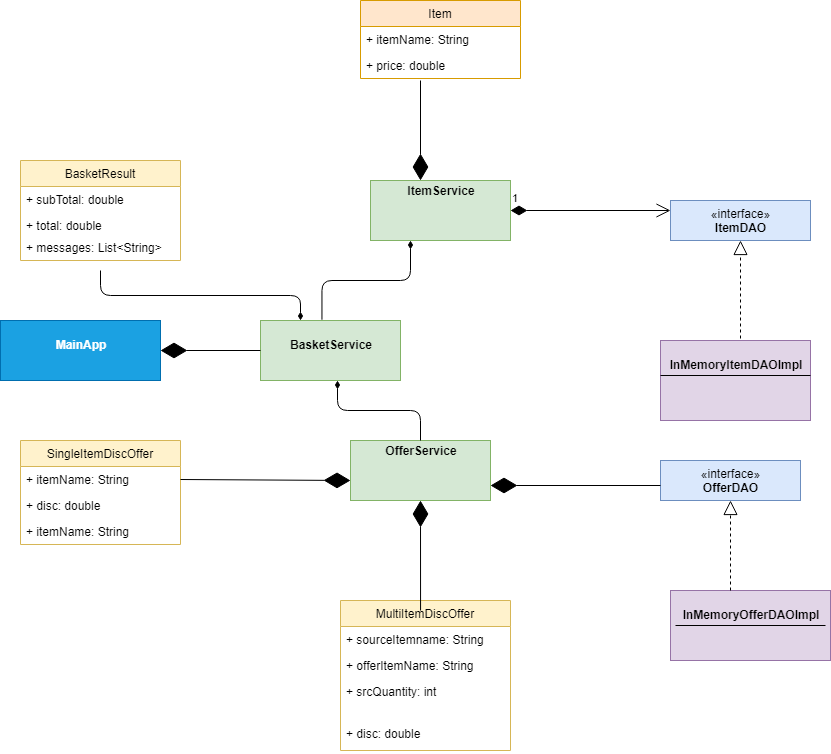 Item
+ itemName: String
+ price: double
BasketResult
+ subTotal: double
+ total: double
+ messages: List<String>
ItemService
1
«interface»
ItemDAO
MainApp
BasketService
InMemoryItemDAOImpl
SingleItemDiscOffer
+ itemName: String
+ disc: double
+ itemName: String
OfferService
«interface»
OfferDAO
MultiItemDiscOffer
+ sourceItemname: String
+ offerItemName: String
+ srcQuantity: int
+ disc: double
InMemoryOfferDAOImpl